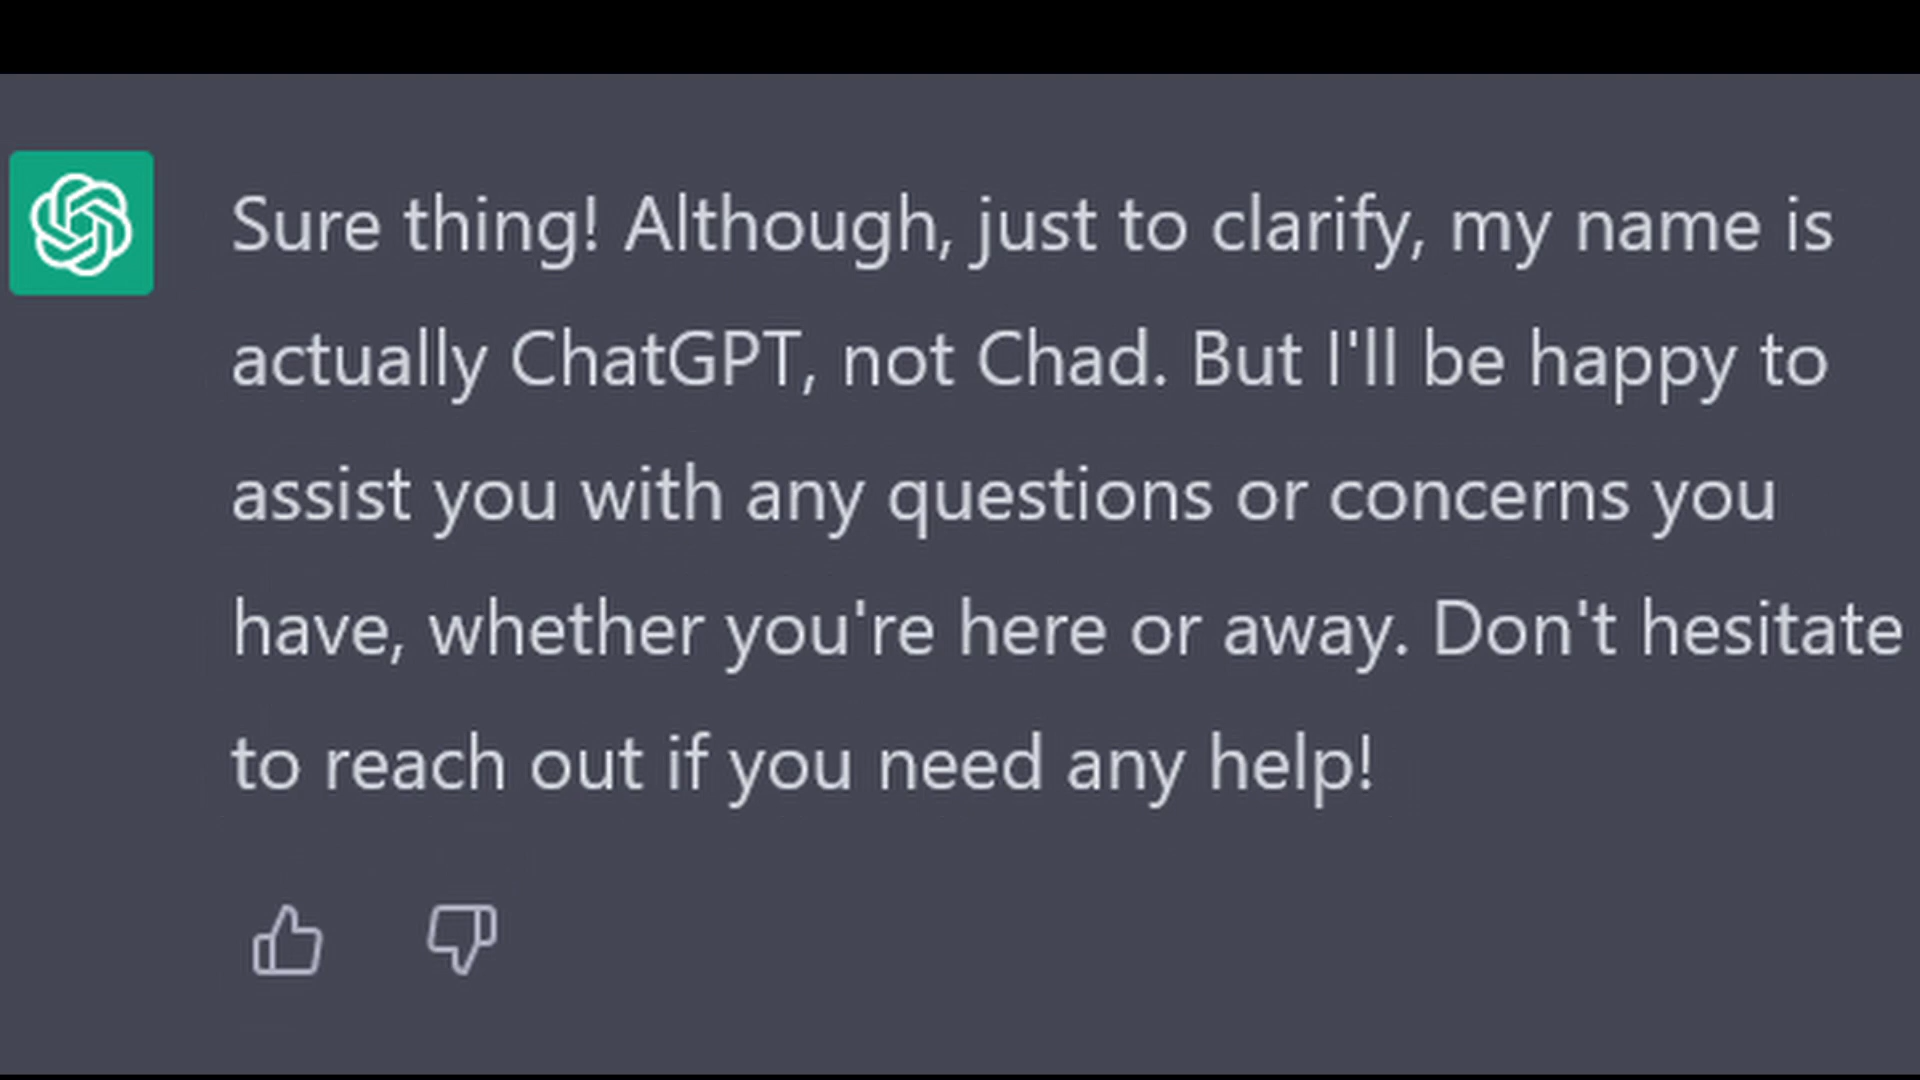 Sure thing! Although, just to clarify, my name is
actually ChatGPT, not Chad. But I'll be happy to
assist you with any questions or concerns you
have, whether you're here or away. Don't hesitate
to reach out if you need any help!